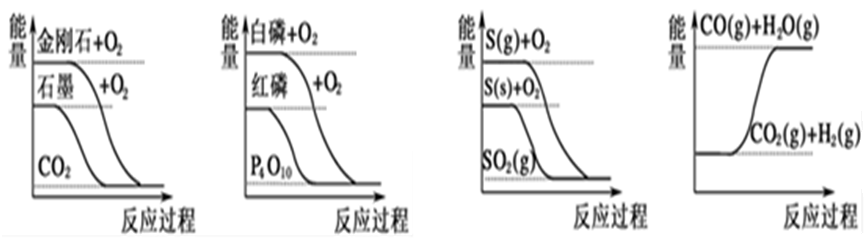 能量
金刚石+O₂
石墨 +O₂
CO₂
反应过程
能量
白磷+O₂
红磷 +O₂
P₄O₁₀
反应过程
能量
S(g)+O₂
S(s)+O₂
SO₂(g)
反应过程
能量
CO(g)+H₂O(g)
CO₂(g)+H₂(g)
反应过程